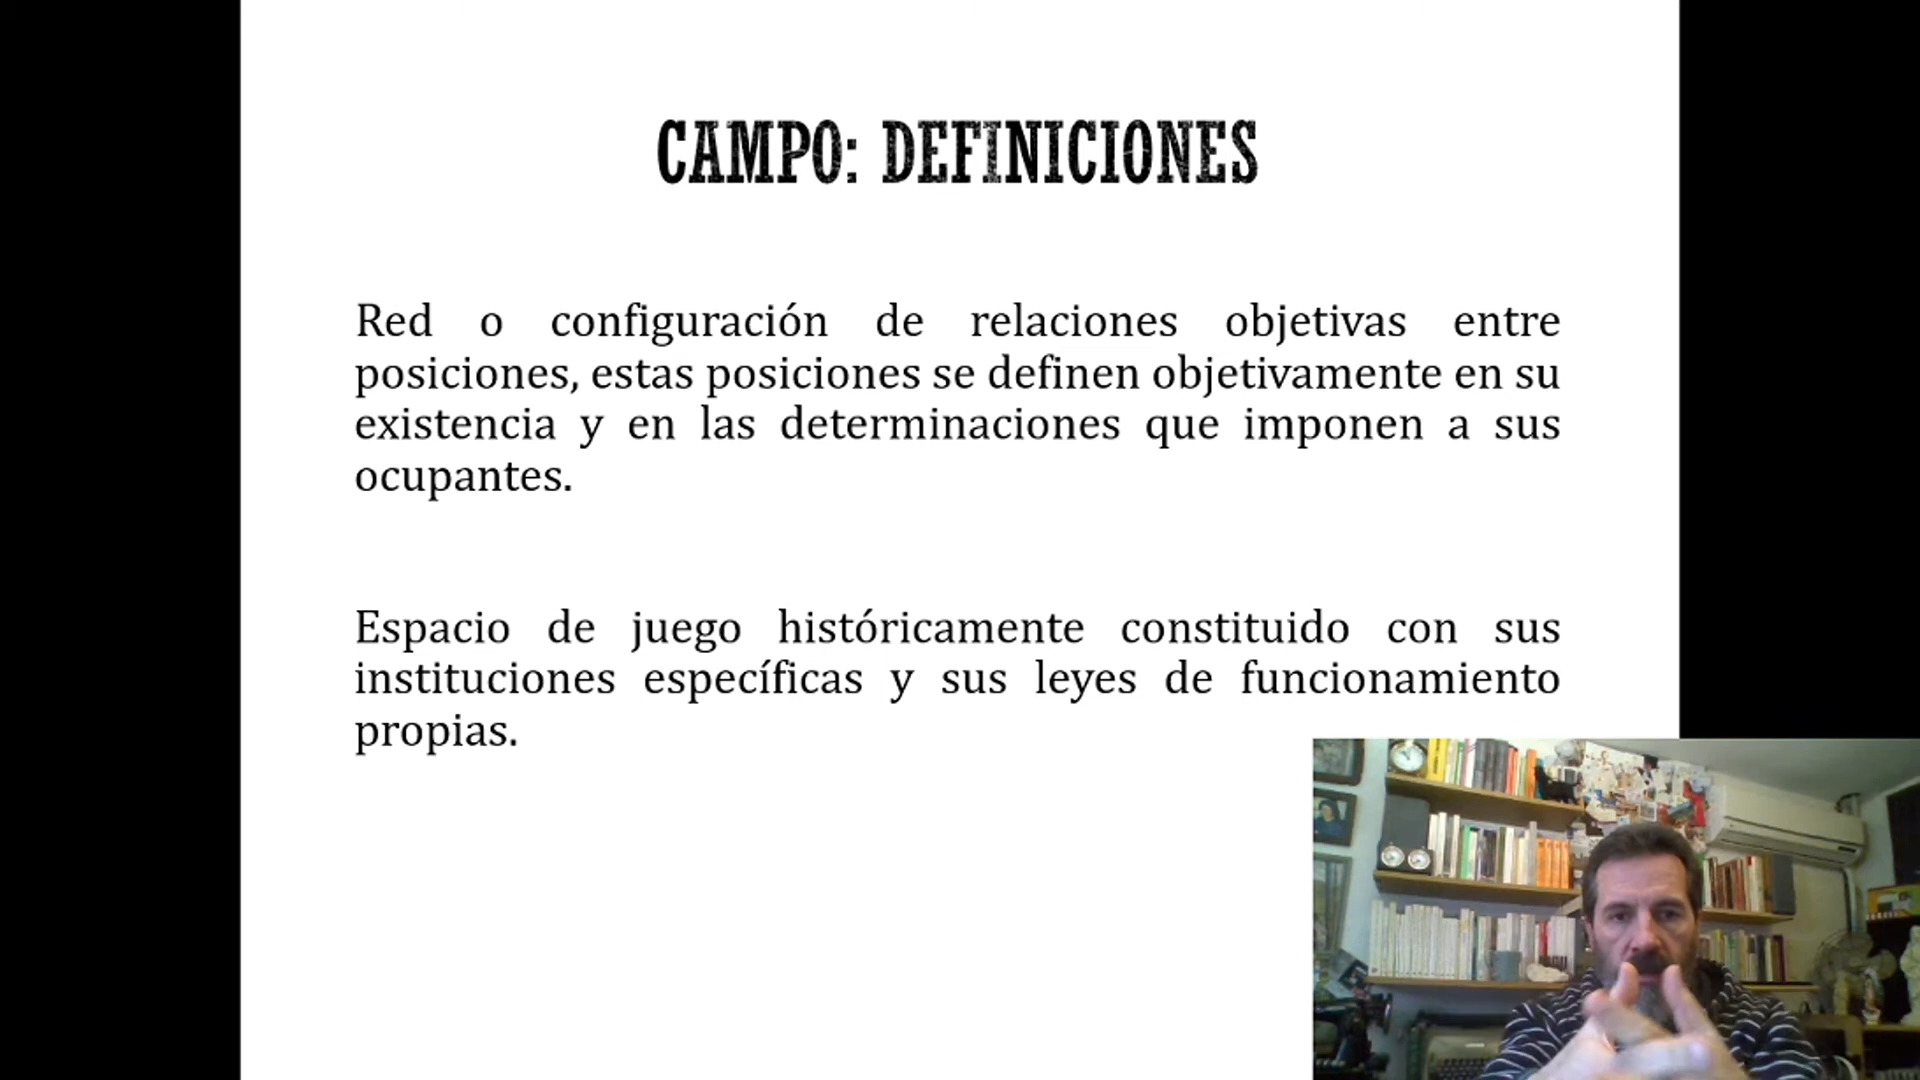 CAMPO: DEFINICIONES
Red o configuración de relaciones objetivas entre
posiciones, estas posiciones se definen objetivamente en su
existencia y en las determinaciones que imponen a sus
ocupantes.
Espacio de juego históricamente constituido con sus
instituciones específicas y sus leyes de funcionamiento
propias.